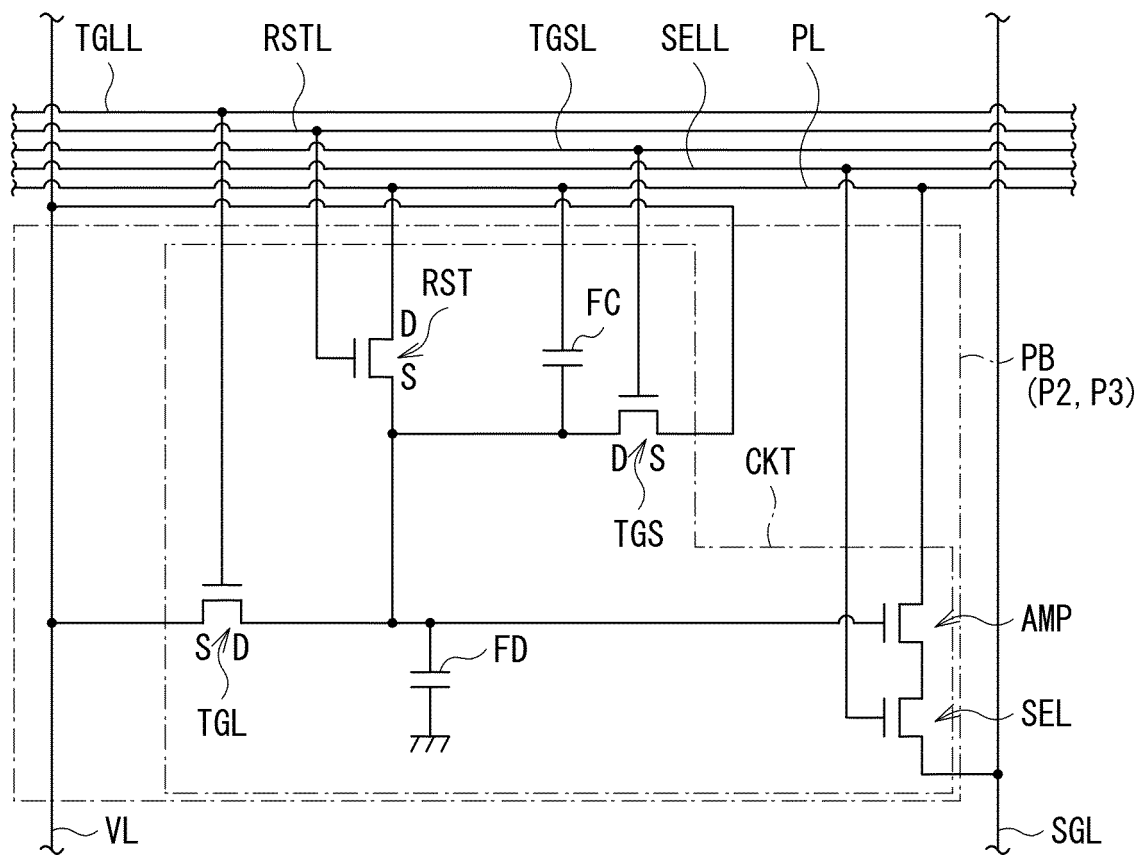 TGLL
RSTL
TGSL
SELL
PL
RST
D
S
FC
PB
(P2, P3)
D S
CKT
TGS
AMP
S D
FD
TGL
SEL
VL
SGL